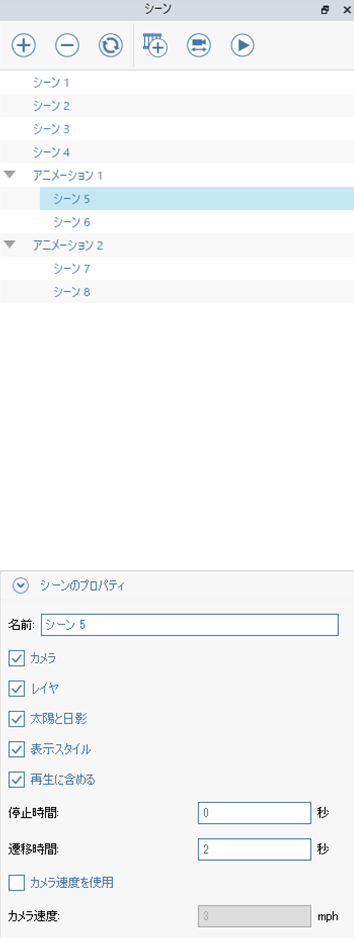 シーン
シーン 1
シーン 2
シーン 3
シーン 4
アニメーション 1
シーン 5
シーン 6
アニメーション 2
シーン 7
シーン 8
シーンのプロパティ
名前: シーン 5
カメラ
レイヤ
太陽と日影
表示スタイル
再生に含める
停止時間: 0 秒
遷移時間: 2 秒
カメラ速度を使用
カメラ速度: 3 mph